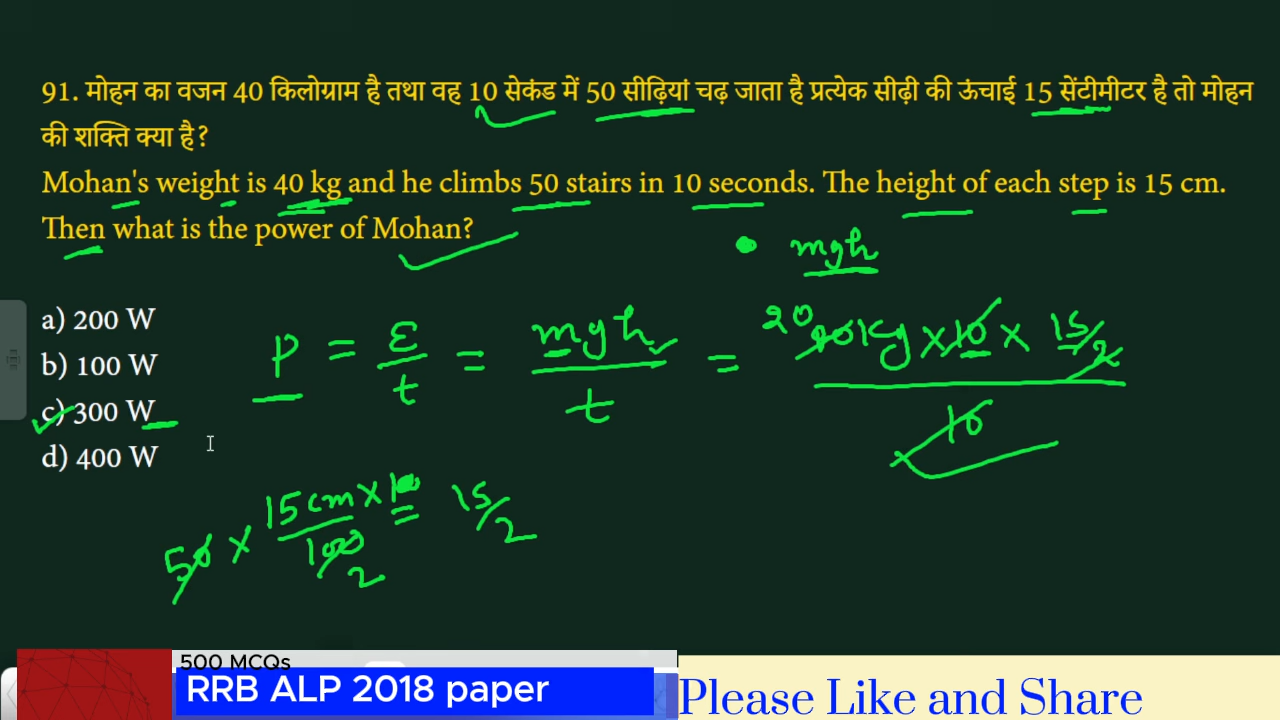 91. मोहन का वजन 40 किलोग्राम है तथा वह 10 सेकंड में 50 सीढ़ियां चढ़ जाता है प्रत्येक सीढ़ी की ऊंचाई 15 सेंटीमीटर है तो मोहन
की शक्ति क्या है?
Mohan's weight is 40 kg and he climbs 50 stairs in 10 seconds. The height of each step is 15 cm.
Then what is the power of Mohan?
mgh
a) 200 W
b) 100 W
c) 300 W
d) 400 W
P = E/t = mgh/t = 20 40kg × 10 × 15/2 / 10
50 × 15cm × 1 / 100 2
15/2
500 MCQs
RRB ALP 2018 paper
Please Like and Share